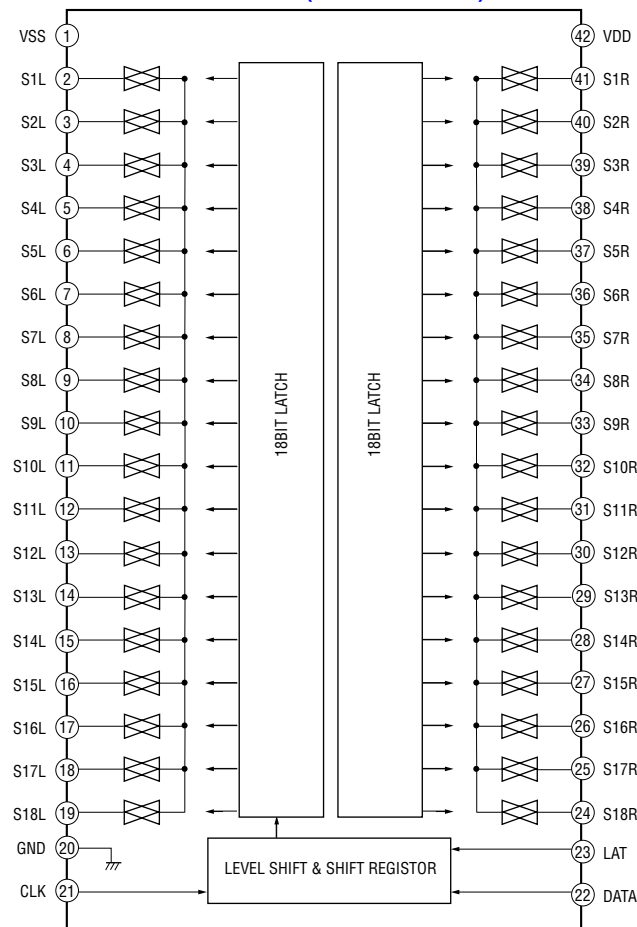 VSS 1
42 VDD
S1L 2
41 S1R
S2L 3
40 S2R
S3L 4
39 S3R
S4L 5
38 S4R
S5L 6
37 S5R
S6L 7
36 S6R
S7L 8
35 S7R
S8L 9
34 S8R
S9L 10
33 S9R
S10L 11
32 S10R
S11L 12
31 S11R
S12L 13
30 S12R
S13L 14
29 S13R
S14L 15
28 S14R
S15L 16
27 S15R
S16L 17
26 S16R
S17L 18
25 S17R
S18L 19
24 S18R
18BIT LATCH
18BIT LATCH
GND 20
23 LAT
LEVEL SHIFT & SHIFT REGISTOR
CLK 21
22 DATA